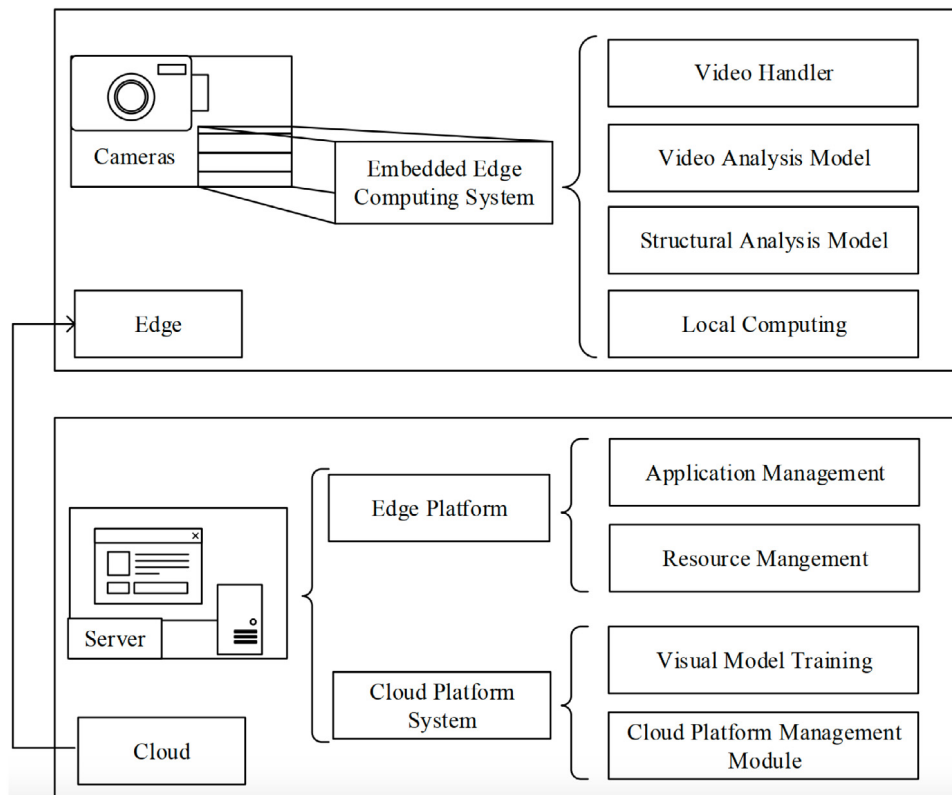 Cameras
Embedded Edge
Computing System
Video Handler
Video Analysis Model
Structural Analysis Model
Local Computing
Edge
Server
Edge Platform
Application Management
Resource Mangement
Cloud Platform
System
Visual Model Training
Cloud Platform Management
Module
Cloud